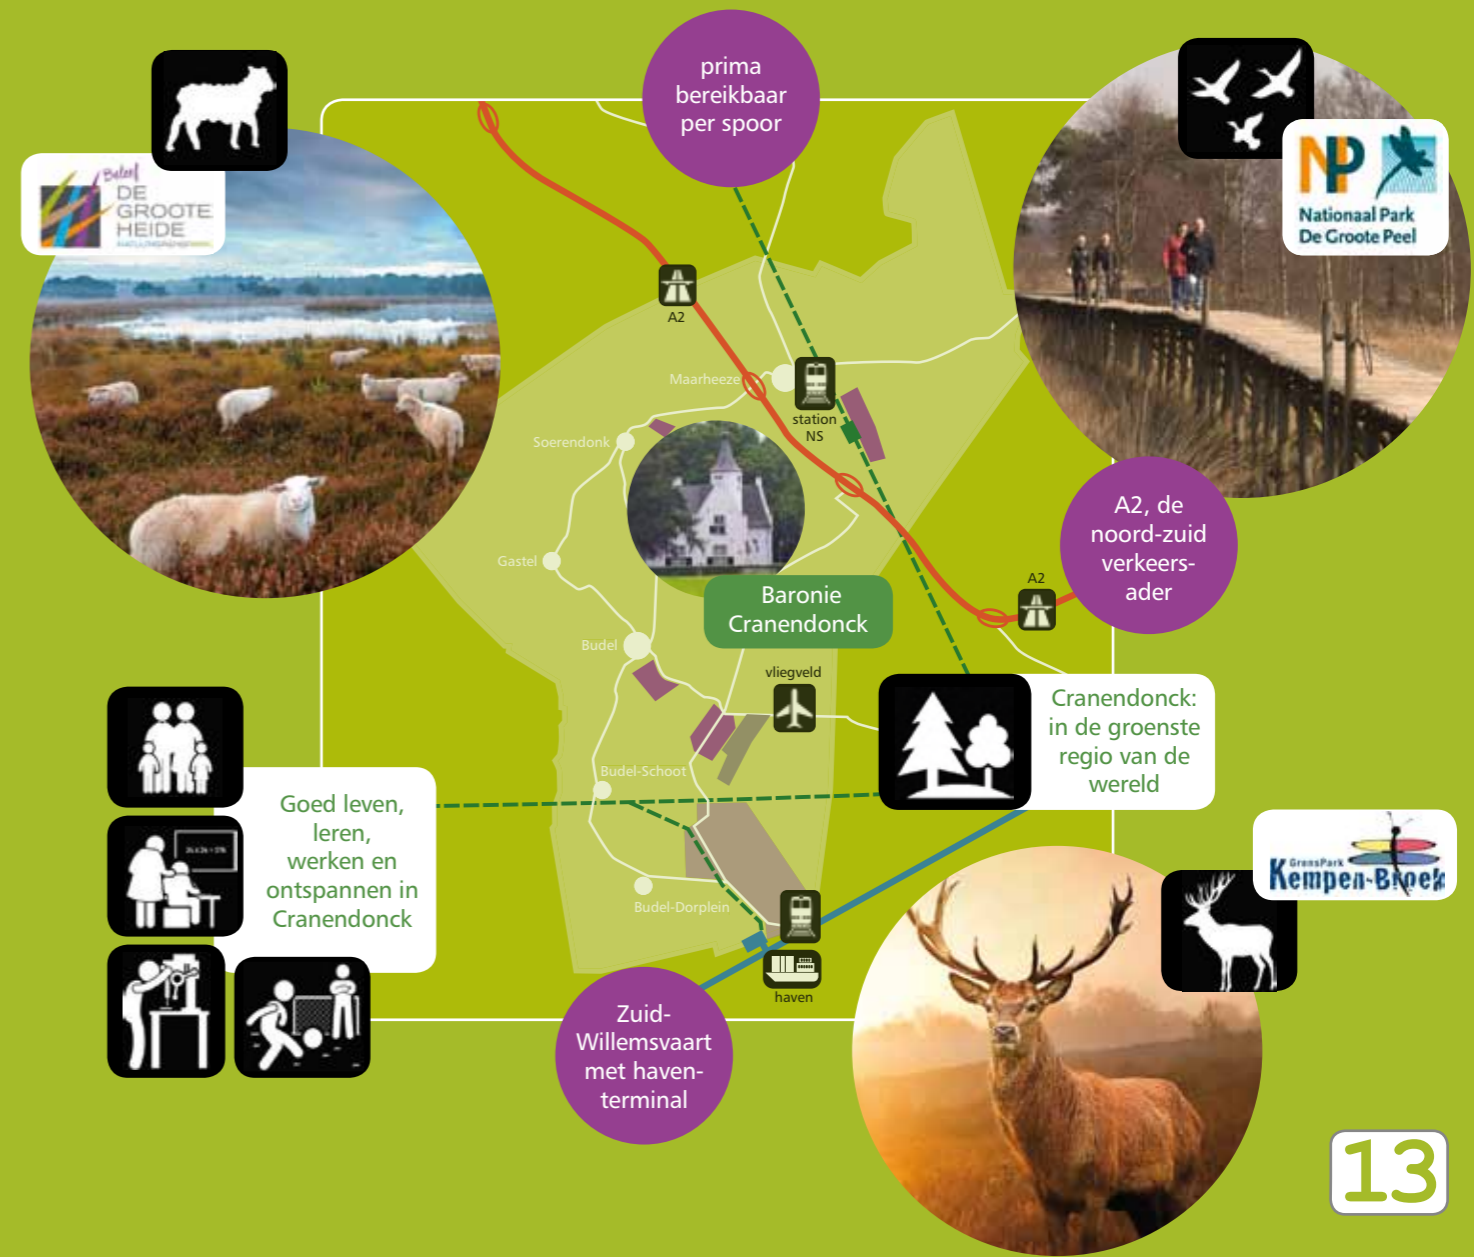 prima
bereikbaar
per spoor
Beleef
DE
GROOTE
HEIDE
NP
Nationaal Park
De Groote Peel
A2
Maarheeze
station
NS
Soerendonk
A2, de
noord-zuid
verkeers-
ader
Gastel
A2
Baronie
Cranendonck
Budel
vliegveld
Cranendonck:
in de groenste
regio van de
wereld
Budel-Schoot
Goed leven,
leren,
werken en
ontspannen in
Cranendonck
GrensPark
Kempen~Broek
Budel-Dorplein
haven
Zuid-
Willemsvaart
met haven-
terminal
13